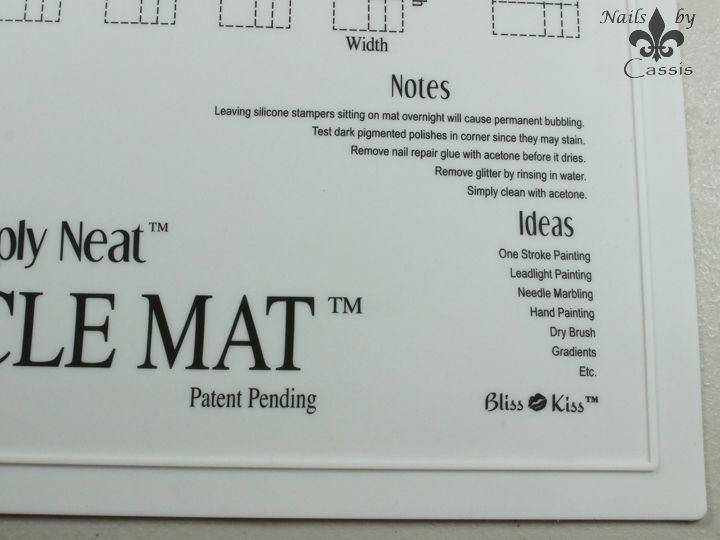 Nails by
Cassis
h
Width
Notes
Leaving silicone stampers sitting on mat overnight will cause permanent bubbling.
Test dark pigmented polishes in corner since they may stain.
Remove nail repair glue with acetone before it dries.
Remove glitter by rinsing in water.
Simply clean with acetone.
Ideas
One Stroke Painting
Leadlight Painting
Needle Marbling
Hand Painting
Dry Brush
Gradients
Etc.
ply Neat™
CLE MAT™
Patent Pending
Bliss Kiss™